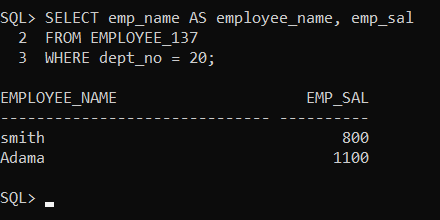 SQL> SELECT emp_name AS employee_name, emp_sal
  2  FROM EMPLOYEE_137
  3  WHERE dept_no = 20;
EMPLOYEE_NAME                     EMP_SAL
------------------------------ ----------
smith                                 800
Adama                                1100
SQL> _